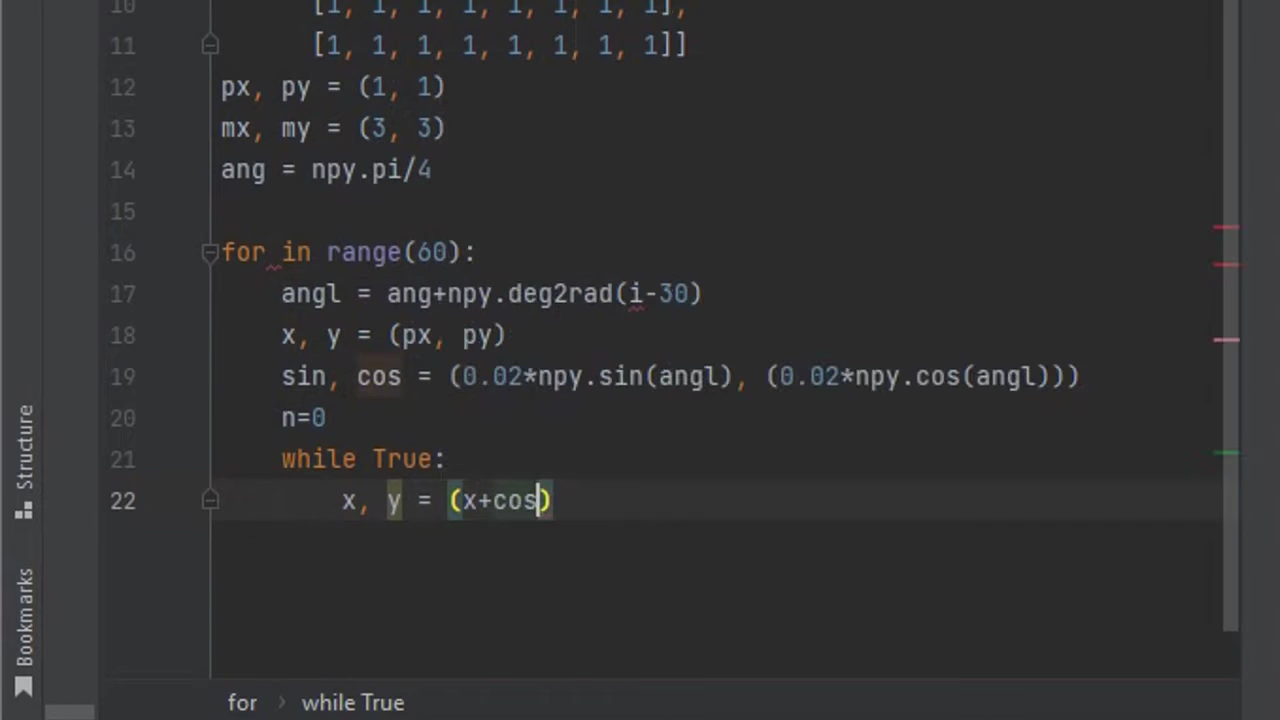 10 [1, 1, 1, 1, 1, 1, 1, 1],
11 [1, 1, 1, 1, 1, 1, 1, 1]]
12 px, py = (1, 1)
13 mx, my = (3, 3)
14 ang = npy.pi/4
15
16 for in range(60):
17 angl = ang+npy.deg2rad(i-30)
18 x, y = (px, py)
19 sin, cos = (0.02*npy.sin(angl), (0.02*npy.cos(angl)))
20 n=0
21 while True:
22 x, y = (x+cos)
Structure
Bookmarks
for › while True